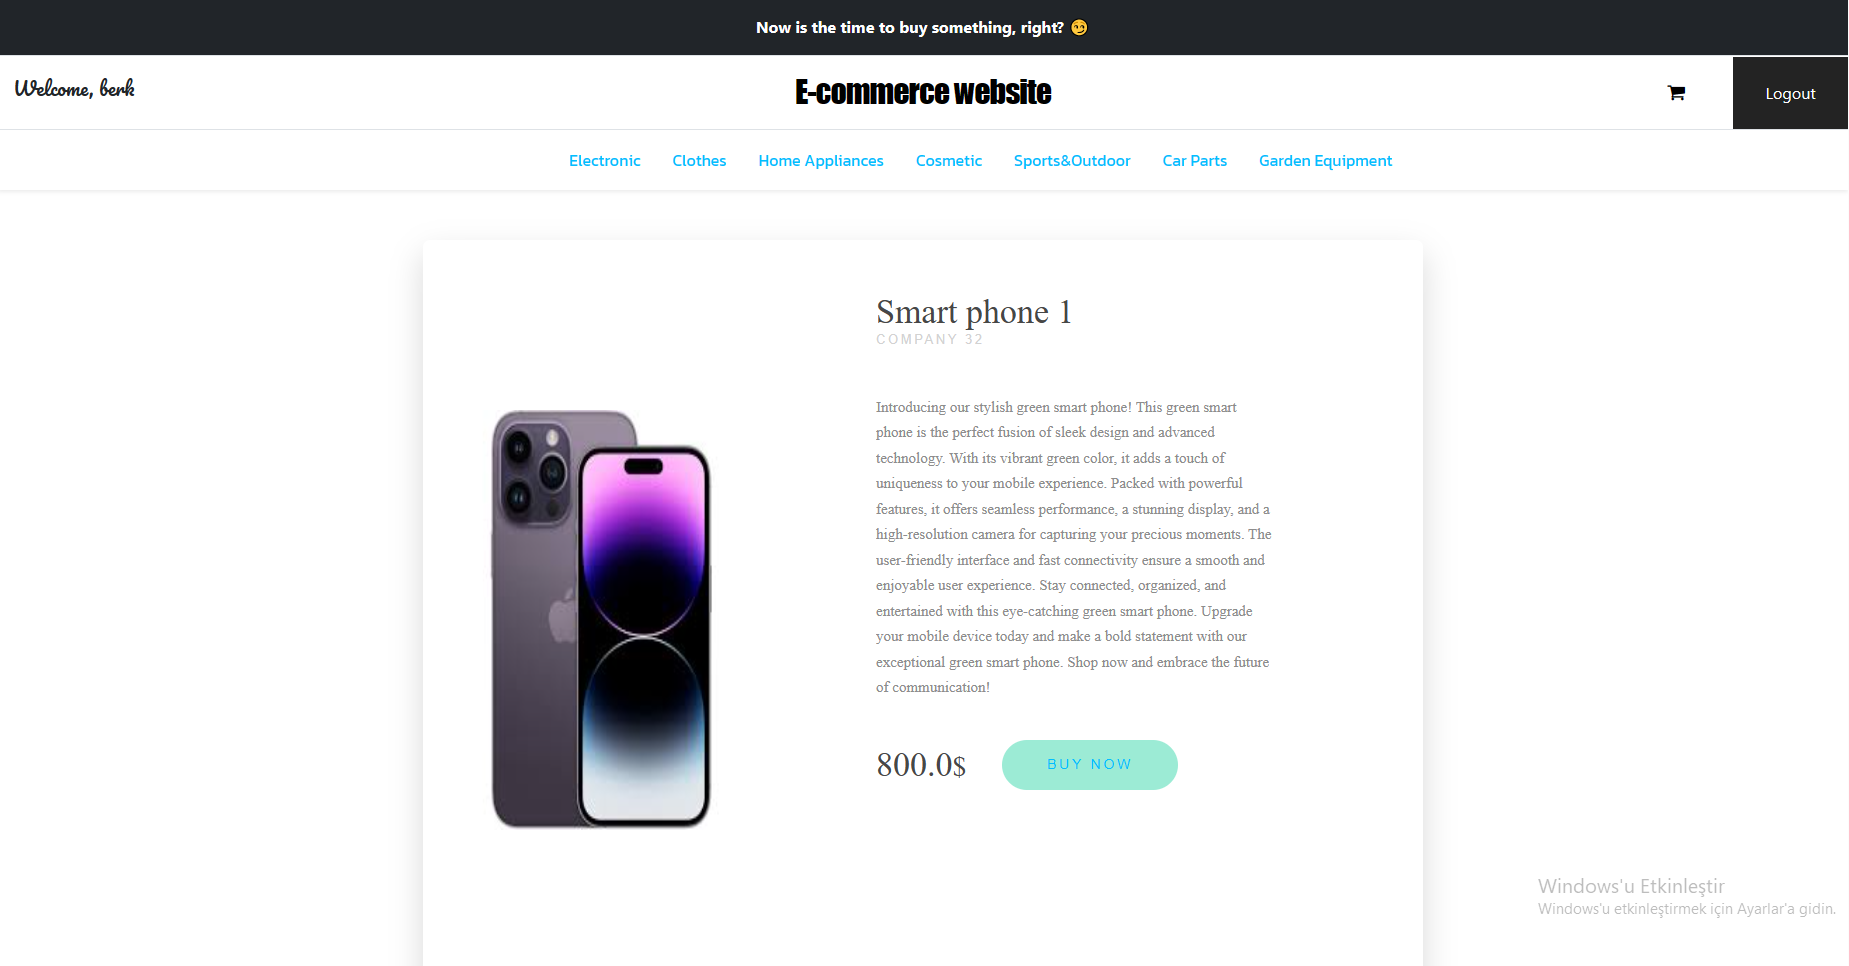 Now is the time to buy something, right? 😏
Welcome, berk
E-commerce website
Logout
Electronic Clothes Home Appliances Cosmetic Sports&Outdoor Car Parts Garden Equipment
Smart phone 1
COMPANY 32
Introducing our stylish green smart phone! This green smart
phone is the perfect fusion of sleek design and advanced
technology. With its vibrant green color, it adds a touch of
uniqueness to your mobile experience. Packed with powerful
features, it offers seamless performance, a stunning display, and a
high-resolution camera for capturing your precious moments. The
user-friendly interface and fast connectivity ensure a smooth and
enjoyable user experience. Stay connected, organized, and
entertained with this eye-catching green smart phone. Upgrade
your mobile device today and make a bold statement with our
exceptional green smart phone. Shop now and embrace the future
of communication!
800.0$
BUY NOW
Windows'u Etkinleştir
Windows'u etkinleştirmek için Ayarlar'a gidin.